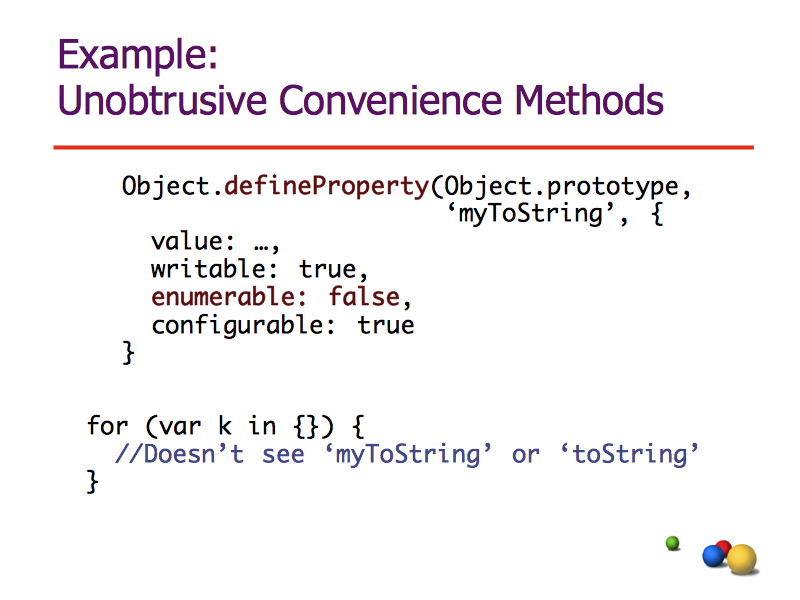 Example:
Unobtrusive Convenience Methods
Object.defineProperty(Object.prototype,
‘myToString’, {
value: …,
writable: true,
enumerable: false,
configurable: true
}
for (var k in {}) {
//Doesn’t see ‘myToString’ or ‘toString’
}